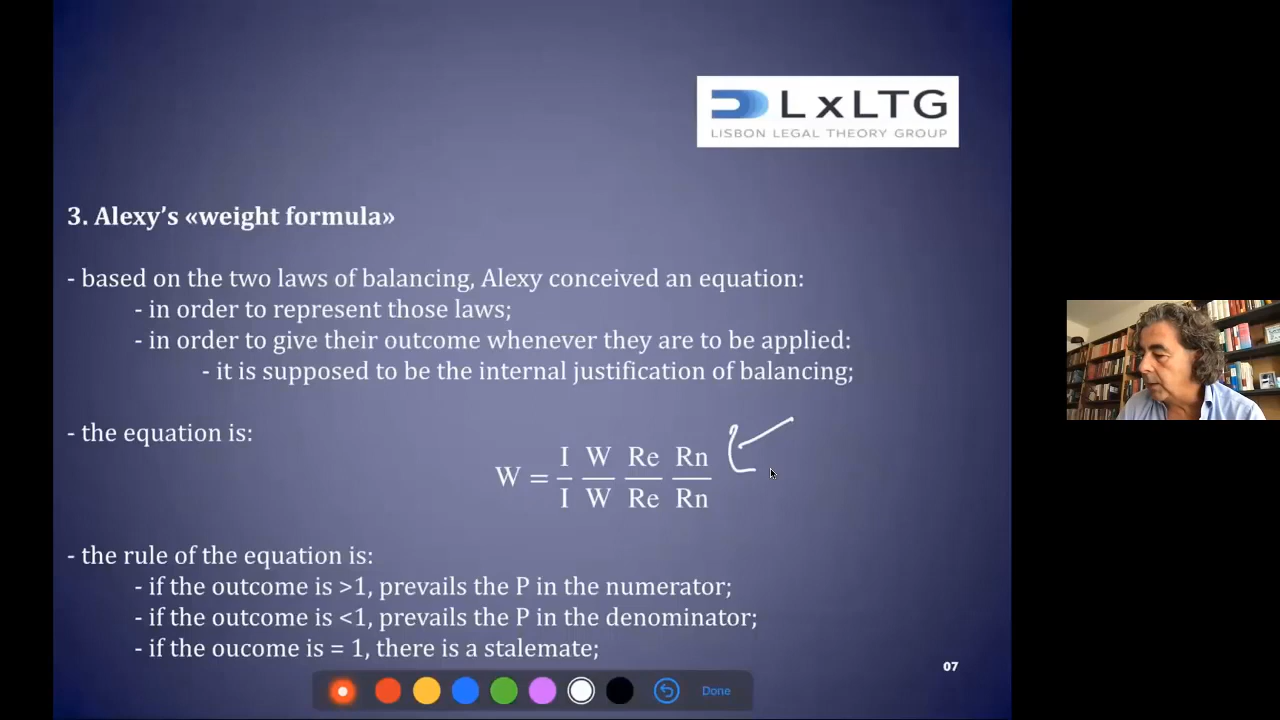 LxLTG
LISBON LEGAL THEORY GROUP
3. Alexy's «weight formula»
- based on the two laws of balancing, Alexy conceived an equation:
- in order to represent those laws;
- in order to give their outcome whenever they are to be applied:
- it is supposed to be the internal justification of balancing;
- the equation is:
I W Re Rn
W =
I W Re Rn
- the rule of the equation is:
- if the outcome is >1, prevails the P in the numerator;
- if the outcome is <1, prevails the P in the denominator;
- if the oucome is = 1, there is a stalemate;
07
Done